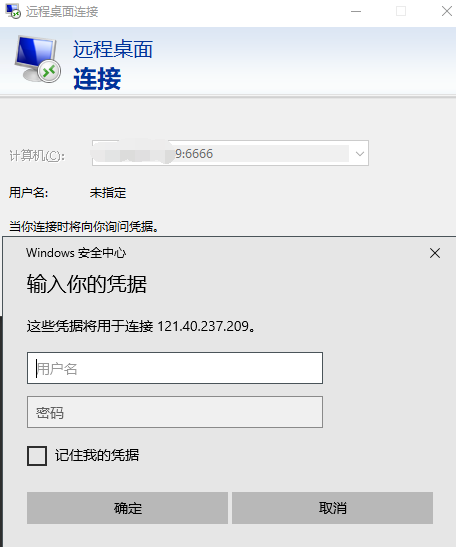 远程桌面连接
远程桌面
连接
计算机(C):
9:6666
用户名: 未指定
当你连接时将向你询问凭据。
Windows 安全中心
输入你的凭据
这些凭据将用于连接 121.40.237.209。
用户名
密码
记住我的凭据
确定 取消